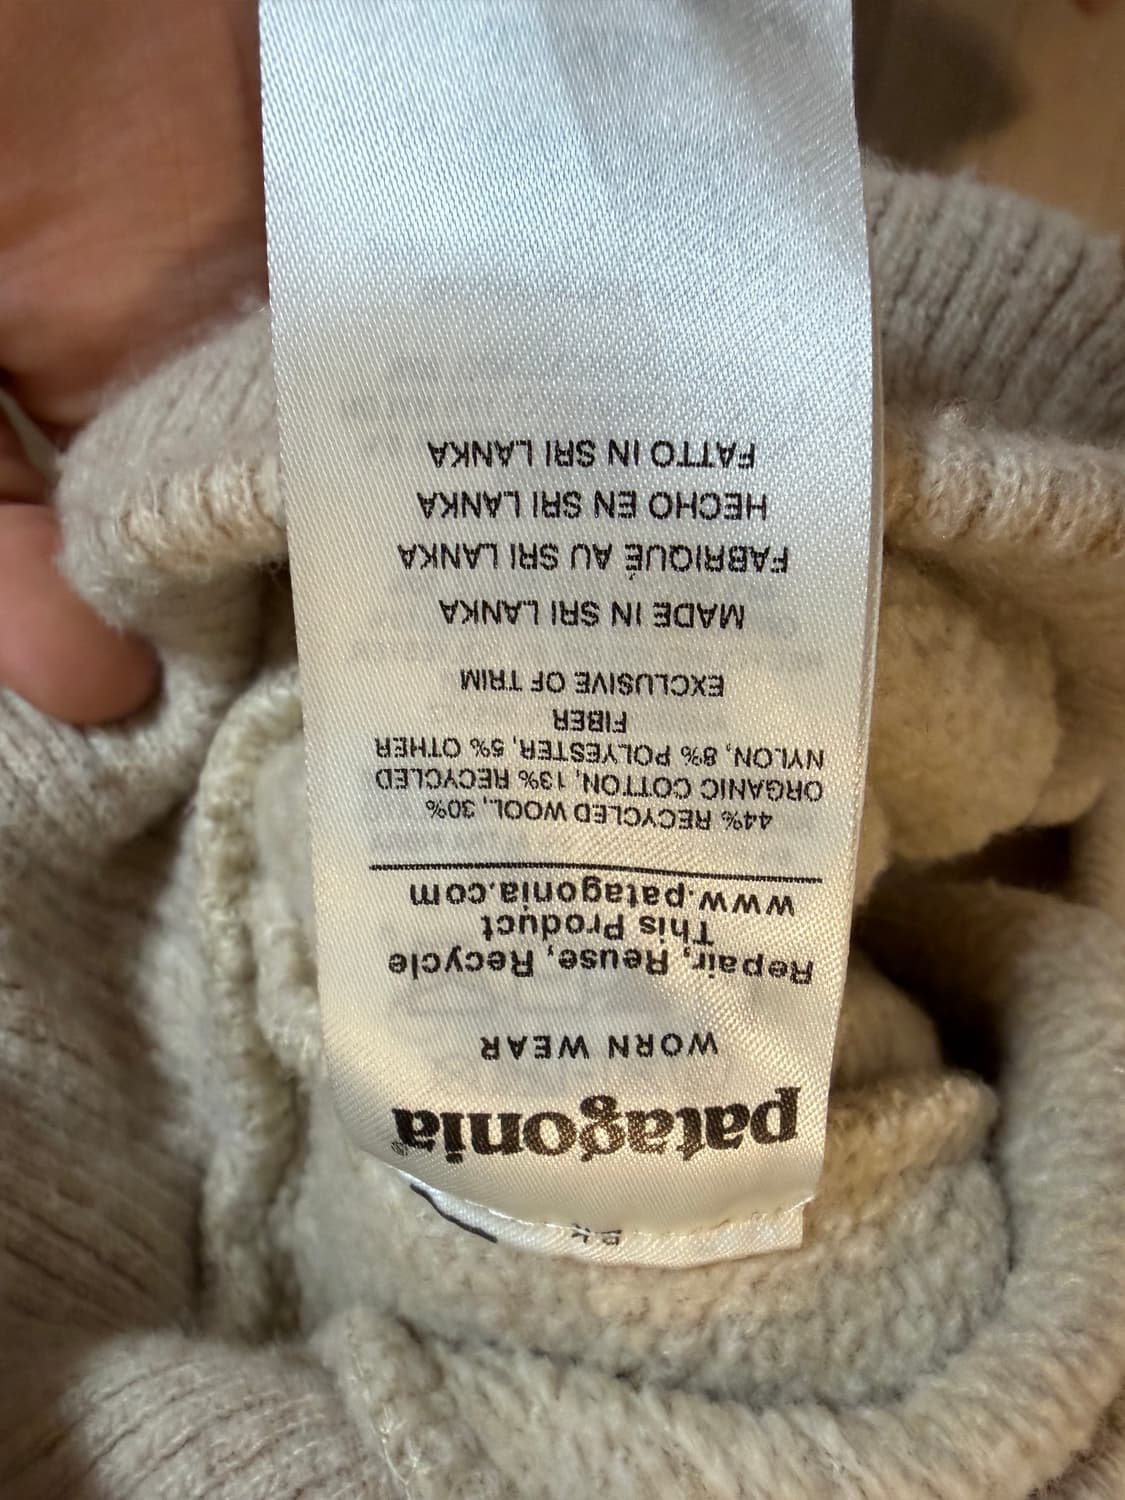 patagonia®
WORN WEAR
Repair, Reuse, Recycle
This Product
www.patagonia.com
44% RECYCLED WOOL, 30%
ORGANIC COTTON, 13% RECYCLED
NYLON, 8% POLYESTER, 5% OTHER
FIBER
EXCLUSIVE OF TRIM
MADE IN SRI LANKA
FABRIQUÉ AU SRI LANKA
HECHO EN SRI LANKA
FATTO IN SRI LANKA